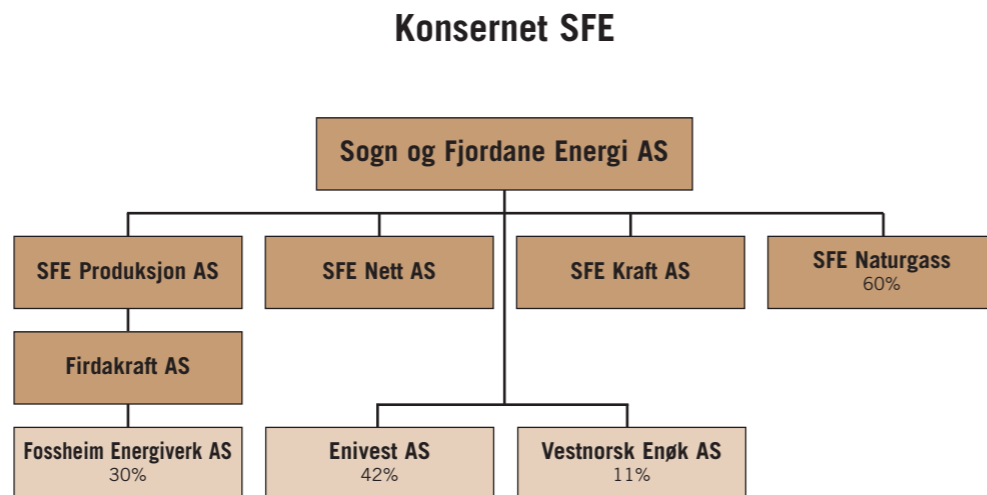 Konsernet SFE
Sogn og Fjordane Energi AS
SFE Produksjon AS
SFE Nett AS
SFE Kraft AS
SFE Naturgass
60%
Firdakraft AS
Fossheim Energiverk AS
30%
Enivest AS
42%
Vestnorsk Enøk AS
11%